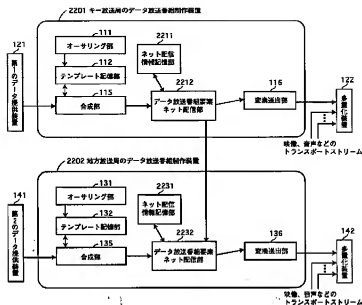 2201 キー放送局のデータ放送番組制作装置
121
第1のデータ提供装置
111
オーサリング部
112
テンプレート記憶部
115
合成部
2211
ネット配信情報記憶部
2212
データ放送番組要素ネット配信部
116
変換送出部
122
多重化装置
映像、音声などの
トランスポートストリーム
2202 地方放送局のデータ放送番組制作装置
141
第2のデータ提供装置
131
オーサリング部
132
テンプレート記憶部
135
合成部
2231
ネット配信情報記憶部
2232
データ放送番組要素ネット配信部
136
変換送出部
142
多重化装置
映像、音声などの
トランスポートストリーム